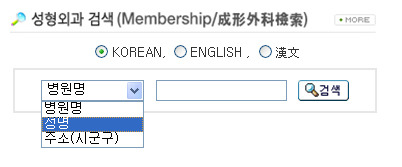 성형외과 검색 (Membership/成形外科檢索) MORE
KOREAN, ENGLISH, 漢文
병원명 검색
병원명
성명
주소(시군구)